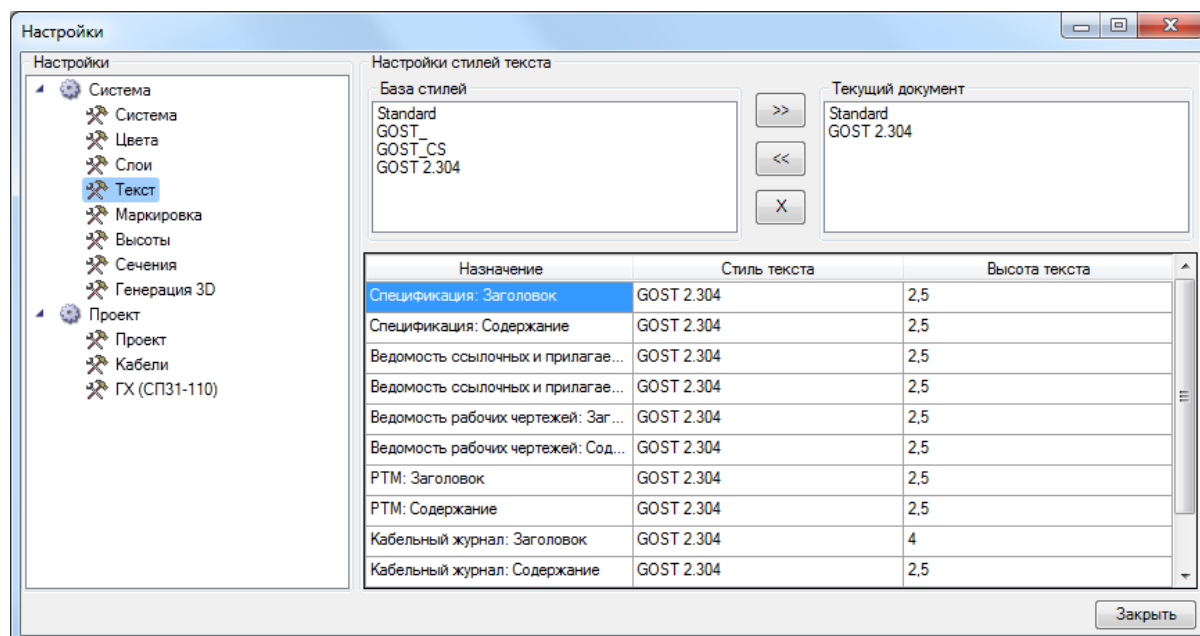 Настройки
Настройки
Система
Система
Цвета
Слои
Текст
Маркировка
Высоты
Сечения
Генерация 3D
Проект
Проект
Кабели
ГХ (СП31-110)
Настройки стилей текста
База стилей
Standard
GOST_
GOST_CS
GOST 2.304
>>
<<
X
Текущий документ
Standard
GOST 2.304
Назначение Стиль текста Высота текста
Спецификация: Заголовок GOST 2.304 2,5
Спецификация: Содержание GOST 2.304 2,5
Ведомость ссылочных и прилагае... GOST 2.304 2,5
Ведомость ссылочных и прилагае... GOST 2.304 2,5
Ведомость рабочих чертежей: Заг... GOST 2.304 2,5
Ведомость рабочих чертежей: Сод... GOST 2.304 2,5
РТМ: Заголовок GOST 2.304 2,5
РТМ: Содержание GOST 2.304 2,5
Кабельный журнал: Заголовок GOST 2.304 4
Кабельный журнал: Содержание GOST 2.304 2,5
Закрыть